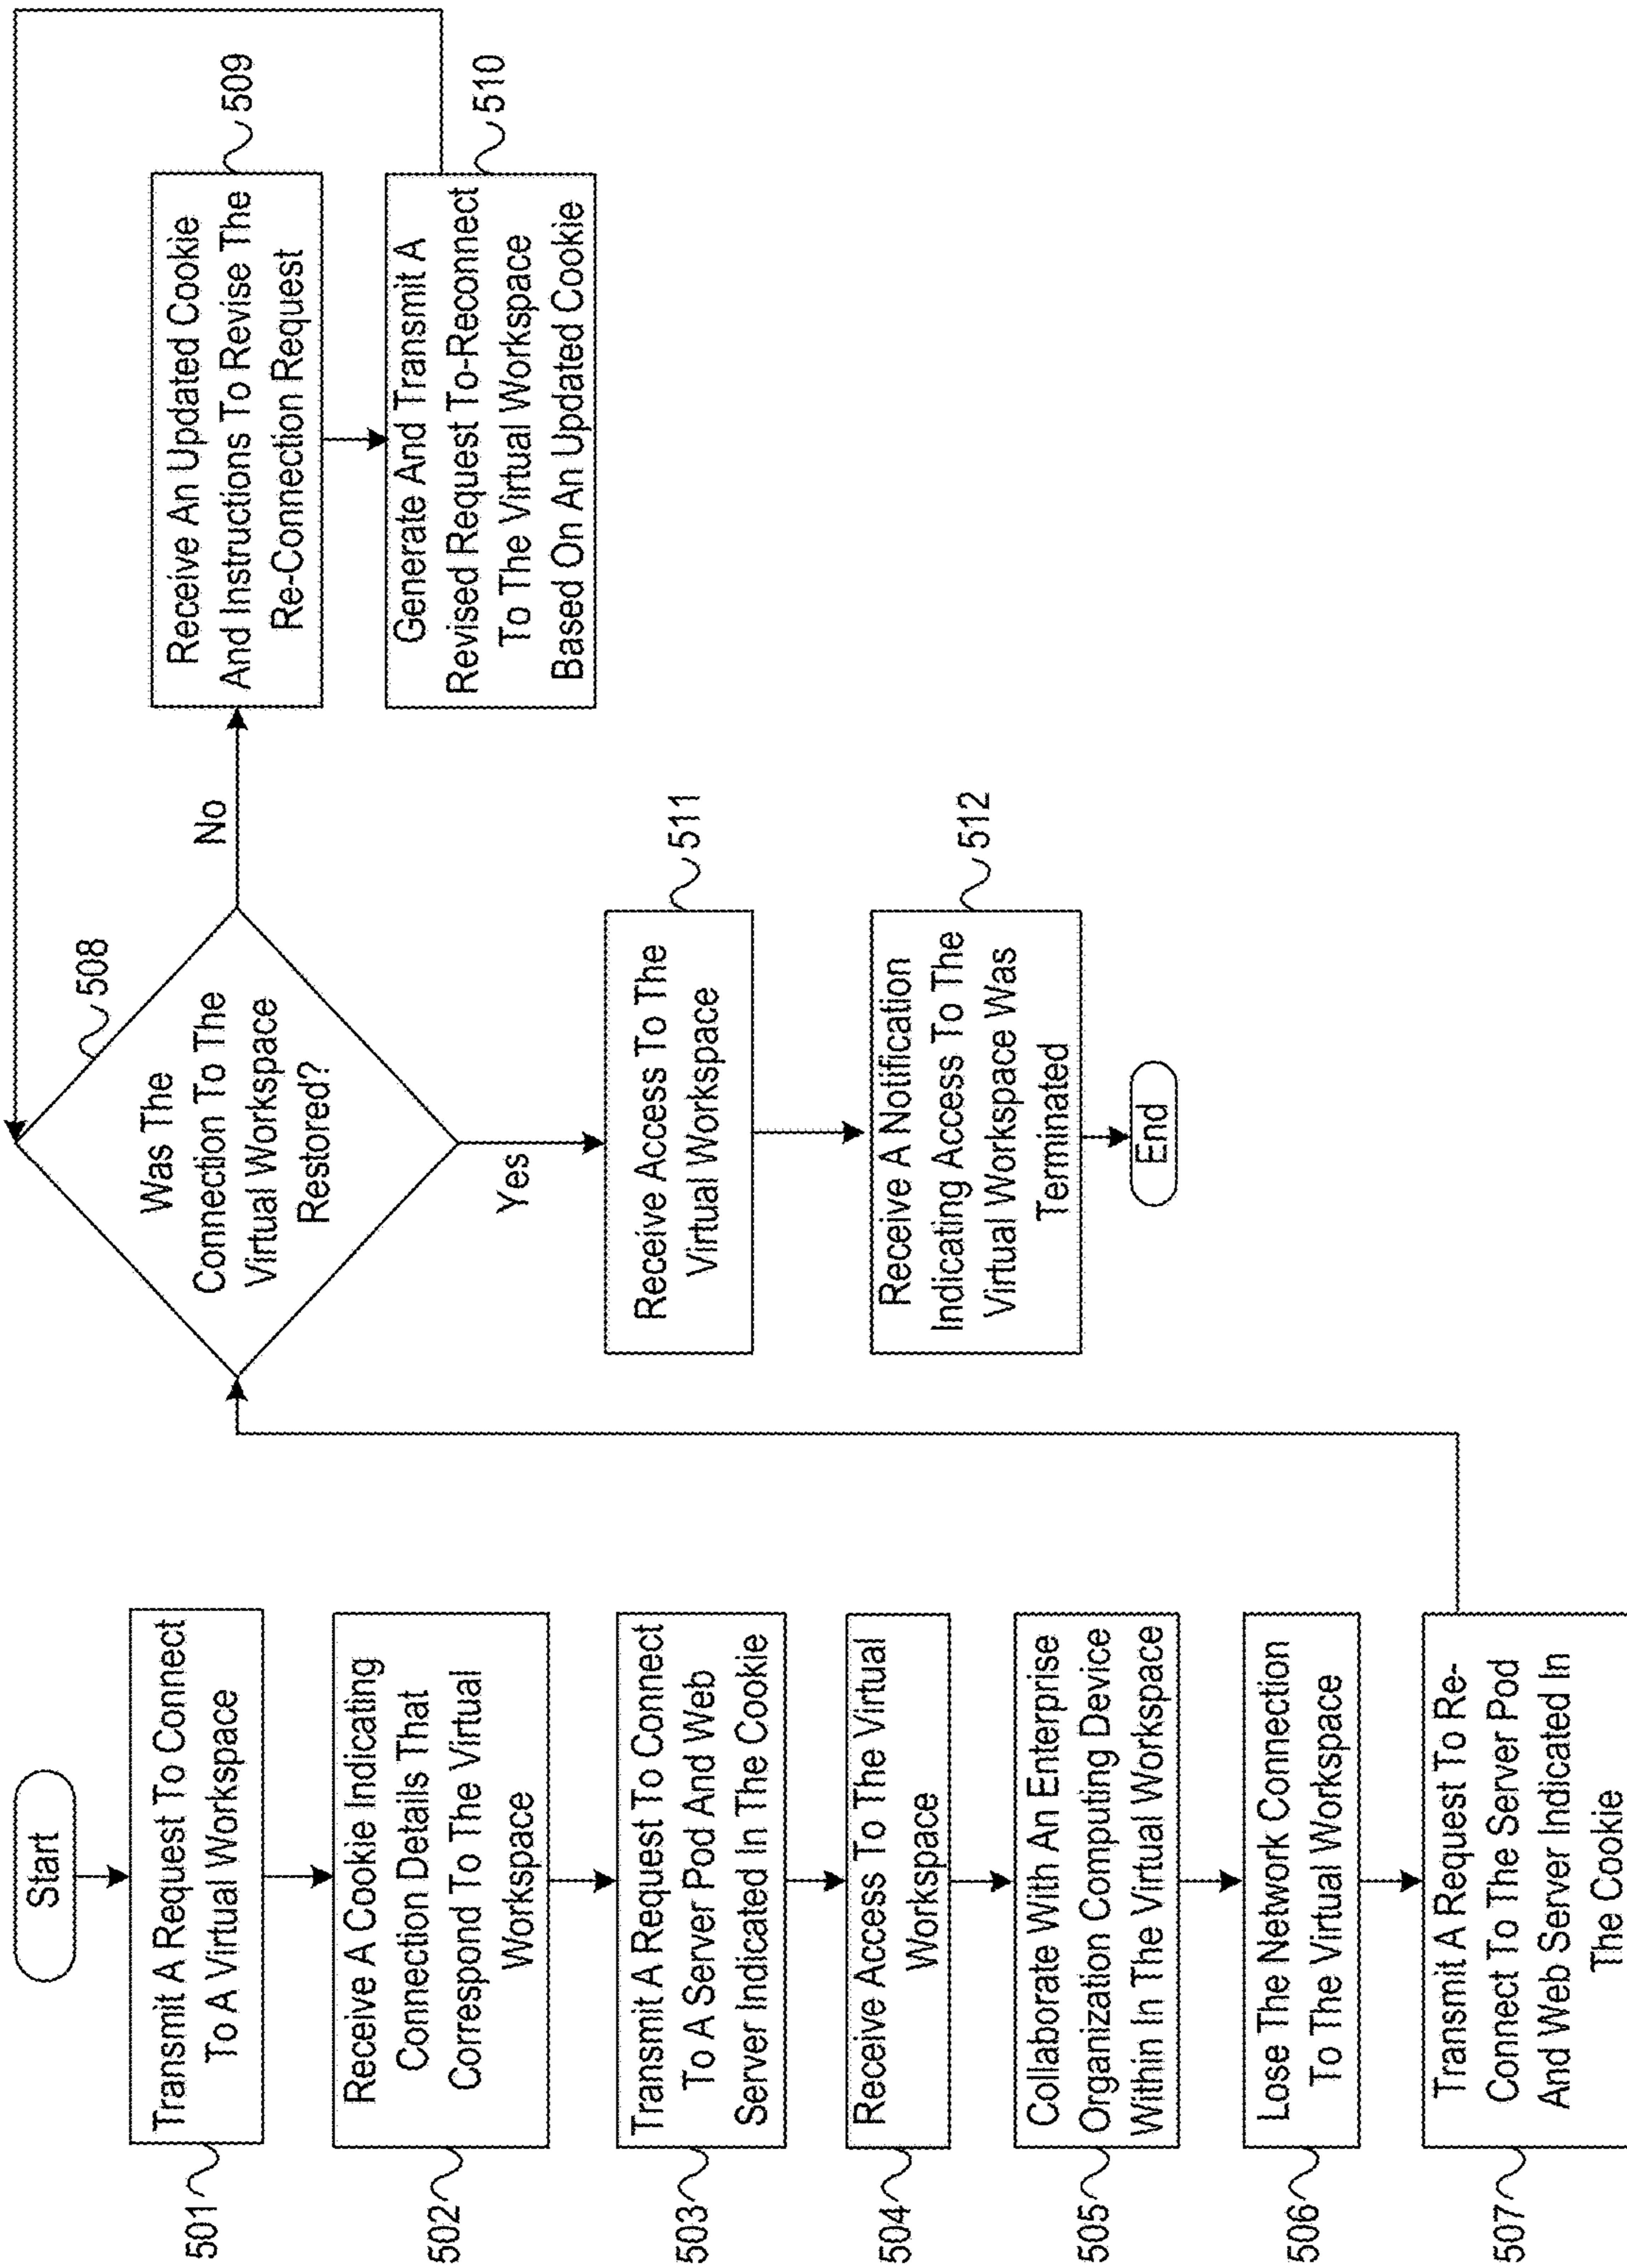 Start
501
Transmit A Request To Connect
To A Virtual Workspace
502
Receive A Cookie Indicating
Connection Details That
Correspond To The Virtual
Workspace
503
Transmit A Request To Connect
To A Server Pod And Web
Server Indicated In The Cookie
504
Receive Access To The Virtual
Workspace
505
Collaborate With An Enterprise
Organization Computing Device
Within In The Virtual Workspace
506
Lose The Network Connection
To The Virtual Workspace
507
Transmit A Request To Re-
Connect To The Server Pod
And Web Server Indicated In
The Cookie
508
Was The
Connection To The
Virtual Workspace
Restored?
No
Yes
509
Receive An Updated Cookie
And Instructions To Revise The
Re-Connection Request
510
Generate And Transmit A
Revised Request To-Reconnect
To The Virtual Workspace
Based On An Updated Cookie
511
Receive Access To The
Virtual Workspace
512
Receive A Notification
Indicating Access To The
Virtual Workspace Was
Terminated
End